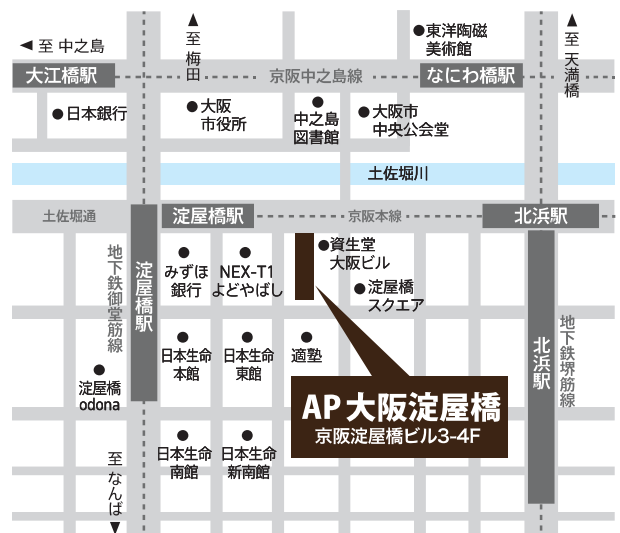 至 中之島
至 梅田
東洋陶磁
美術館
至 天満橋
大江橋駅
京阪中之島線
なにわ橋駅
日本銀行
大阪
市役所
中之島
図書館
大阪市
中央公会堂
土佐堀川
土佐堀通
淀屋橋駅
京阪本線
北浜駅
地下鉄御堂筋線
淀屋橋駅
みずほ
銀行
NEX-T1
よどやばし
資生堂
大阪ビル
淀屋橋
スクエア
北浜駅
地下鉄堺筋線
日本生命
本館
日本生命
東館
適塾
淀屋橋
odona
AP 大阪淀屋橋
京阪淀屋橋ビル3-4F
日本生命
南館
日本生命
新南館
至 なんば